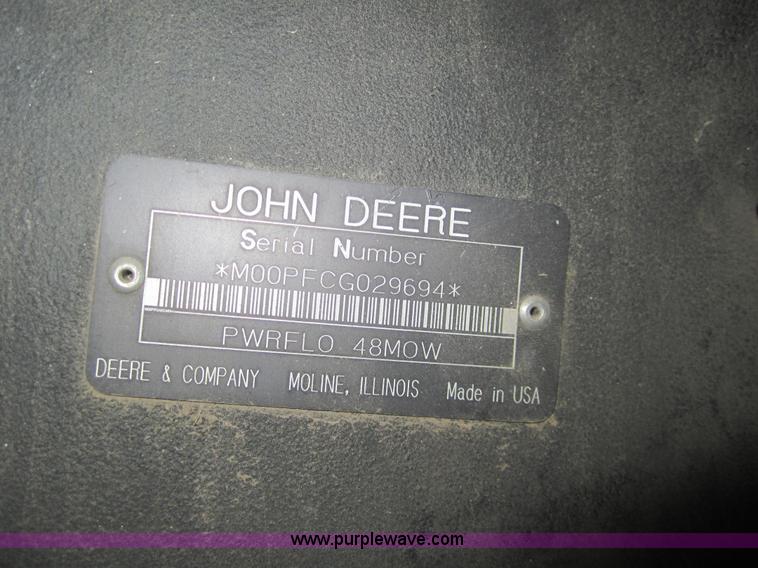 JOHN DEERE
Serial Number
*M00PFCG029694*
PWRFLO 48MOW
DEERE & COMPANY MOLINE, ILLINOIS Made in USA
www.purplewave.com